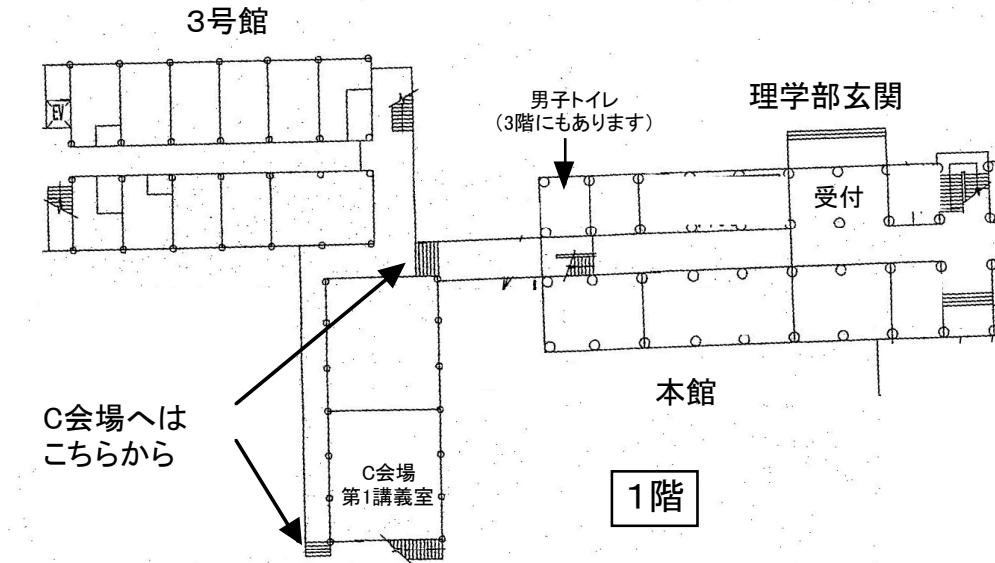 3号館
EV
男子トイレ
(3階にもあります)
理学部玄関
受付
本館
C会場へは
こちらから
C会場
第1講義室
1階